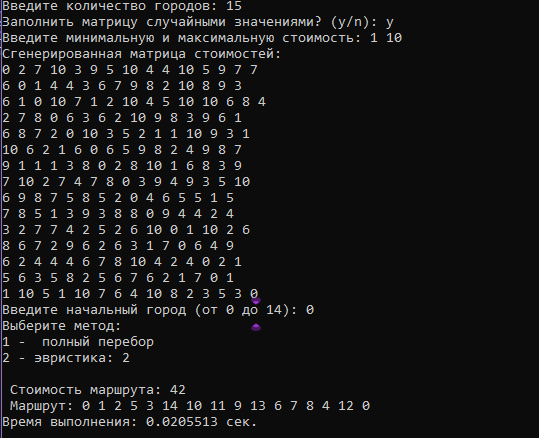 Введите количество городов: 15
Заполнить матрицу случайными значениями? (y/n): y
Введите минимальную и максимальную стоимость: 1 10
Сгенерированная матрица стоимостей:
0 2 7 10 3 9 5 10 4 4 10 5 9 7 7
6 0 1 4 4 3 6 7 9 8 2 10 8 9 3
6 1 0 10 7 1 2 10 4 5 10 10 6 8 4
2 7 8 0 6 3 6 2 10 9 8 3 9 6 1
6 8 7 2 0 10 3 5 2 1 1 10 9 3 1
10 6 2 1 6 0 6 5 9 8 2 4 9 8 7
9 1 1 1 3 8 0 2 8 10 1 6 8 3 9
7 10 2 7 4 7 8 0 3 9 4 9 3 5 10
6 9 8 7 5 8 5 2 0 4 6 5 5 1 5
7 8 5 1 3 9 3 8 8 0 9 4 4 2 4
3 2 7 7 4 2 5 2 6 10 0 1 10 2 6
8 6 7 2 9 6 2 6 3 1 7 0 6 4 9
6 2 4 4 4 6 7 8 10 4 2 4 0 2 1
5 6 3 5 8 2 5 6 7 6 2 1 7 0 1
1 10 5 1 10 7 6 4 10 8 2 3 5 3 0
Введите начальный город (от 0 до 14): 0
Выберите метод:
1 -  полный перебор
2 - эвристика: 2
Стоимость маршрута: 42
Маршрут: 0 1 2 5 3 14 10 11 9 13 6 7 8 4 12 0
Время выполнения: 0.0205513 сек.